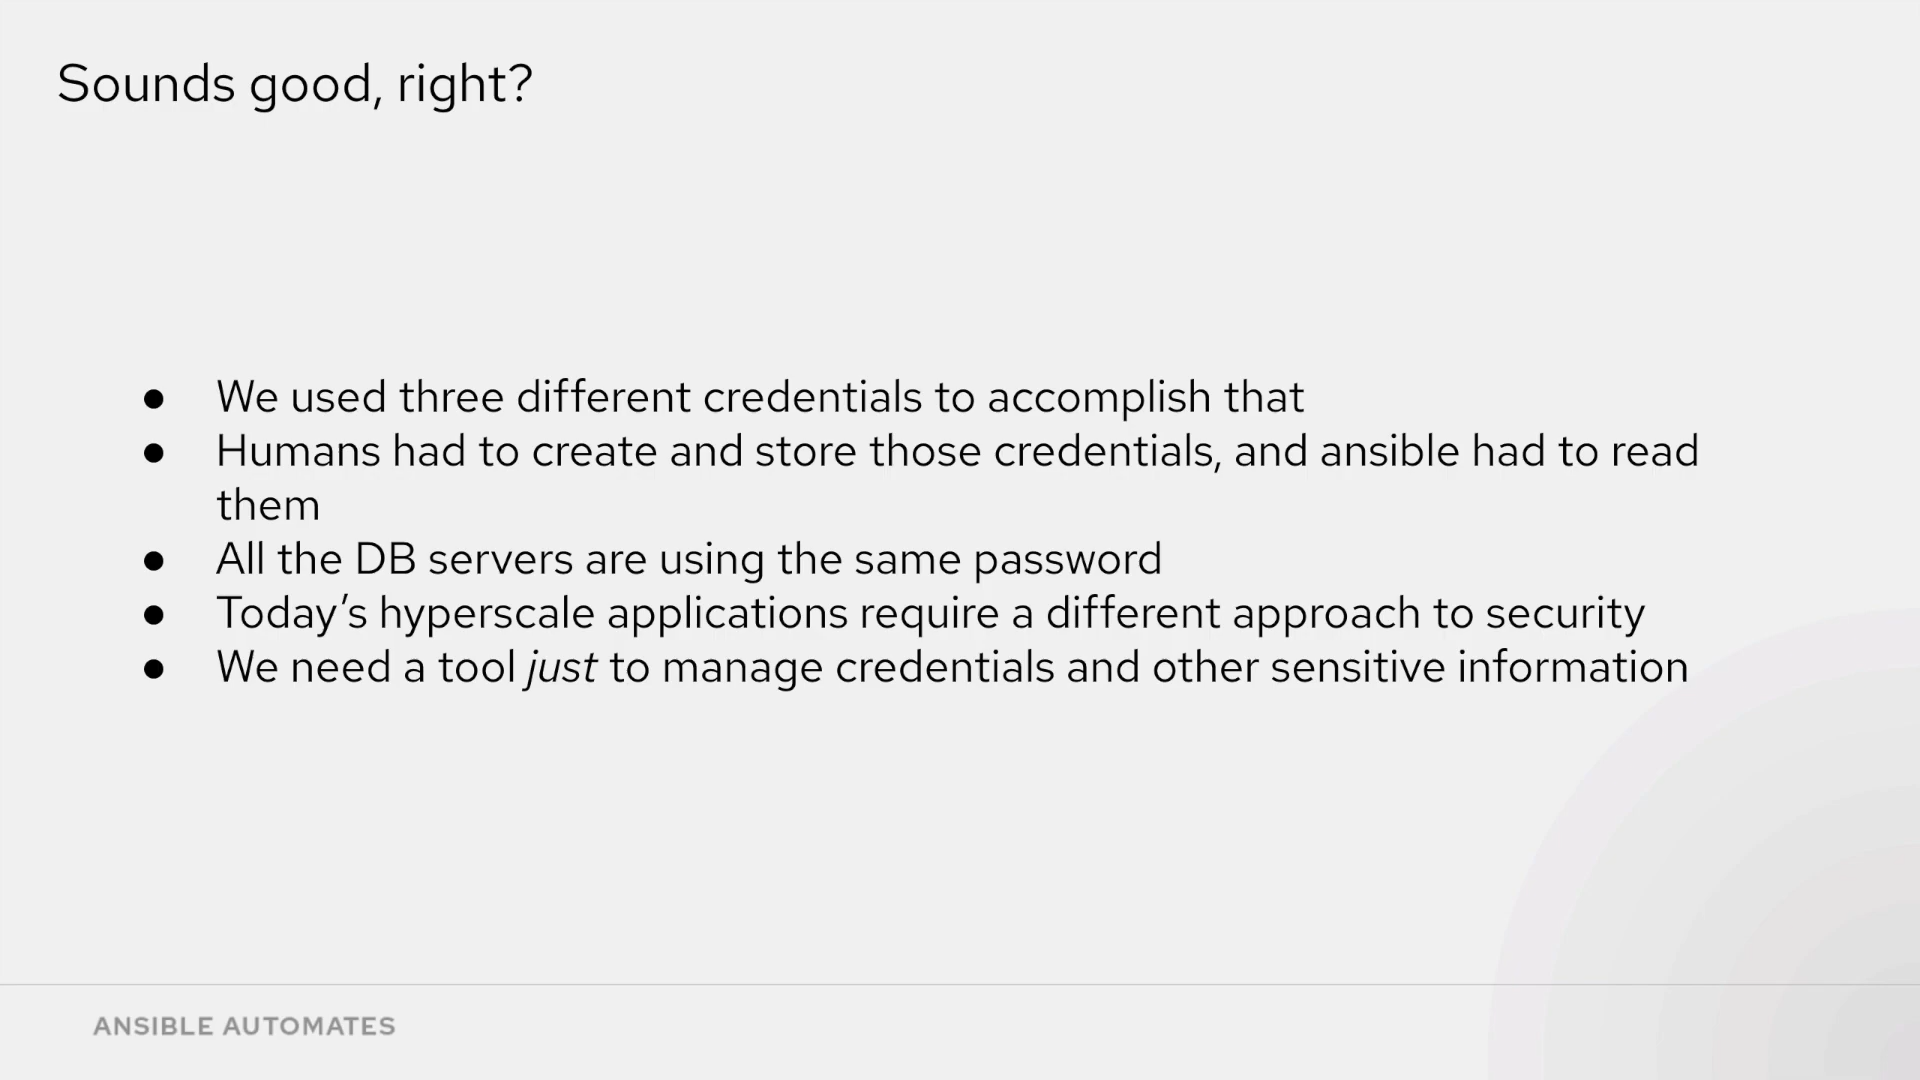 Sounds good, right?
● We used three different credentials to accomplish that
● Humans had to create and store those credentials, and ansible had to read
them
● All the DB servers are using the same password
● Today’s hyperscale applications require a different approach to security
● We need a tool just to manage credentials and other sensitive information
ANSIBLE AUTOMATES